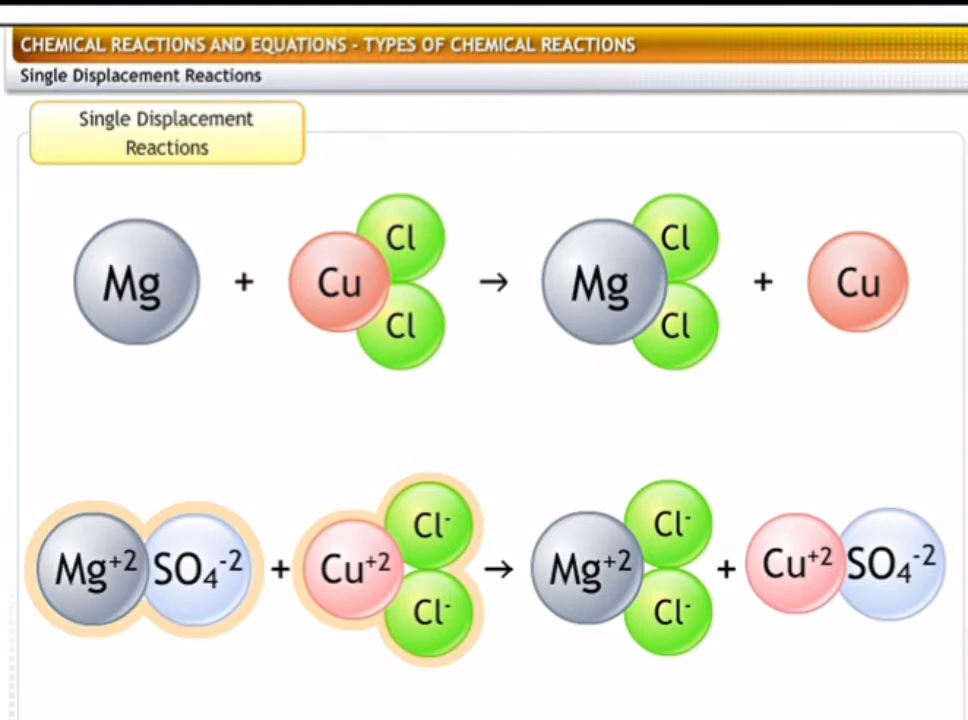 CHEMICAL REACTIONS AND EQUATIONS - TYPES OF CHEMICAL REACTIONS
Single Displacement Reactions
Single Displacement
Reactions
Mg + Cu Cl Cl → Mg Cl Cl + Cu
Mg⁺² SO₄⁻² + Cu⁺² Cl⁻ Cl⁻ → Mg⁺² Cl⁻ Cl⁻ + Cu⁺² SO₄⁻²